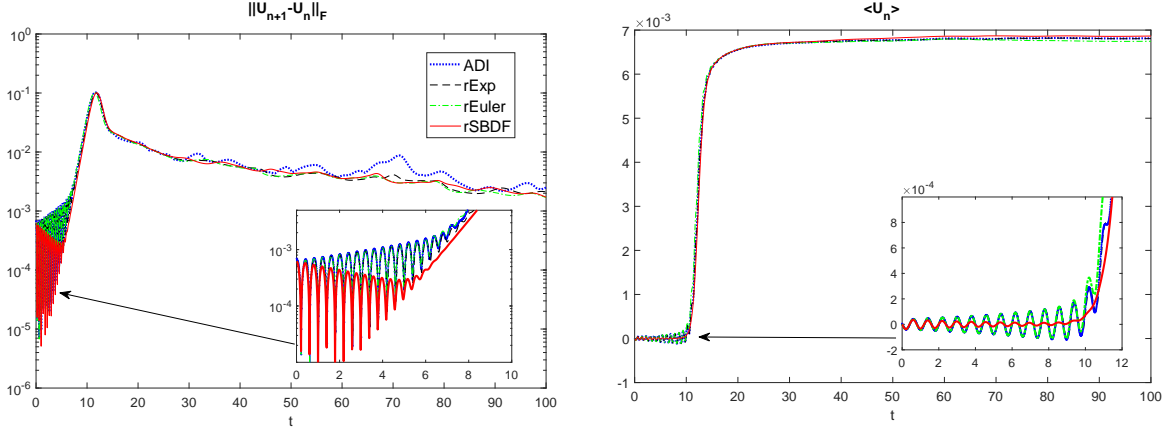 ||U_{n+1}-U_n||_F
10^0
10^{-1}
10^{-2}
10^{-3}
10^{-4}
10^{-5}
10^{-6}
0 10 20 30 40 50 60 70 80 90 100
t
ADI
rExp
rEuler
rSBDF
10^{-3}
10^{-4}
0 2 4 6 8 10
<U_n>
×10^{-3}
7
6
5
4
3
2
1
0
-1
0 10 20 30 40 50 60 70 80 90 100
t
×10^{-4}
8
6
4
2
0
-2
0 2 4 6 8 10 12